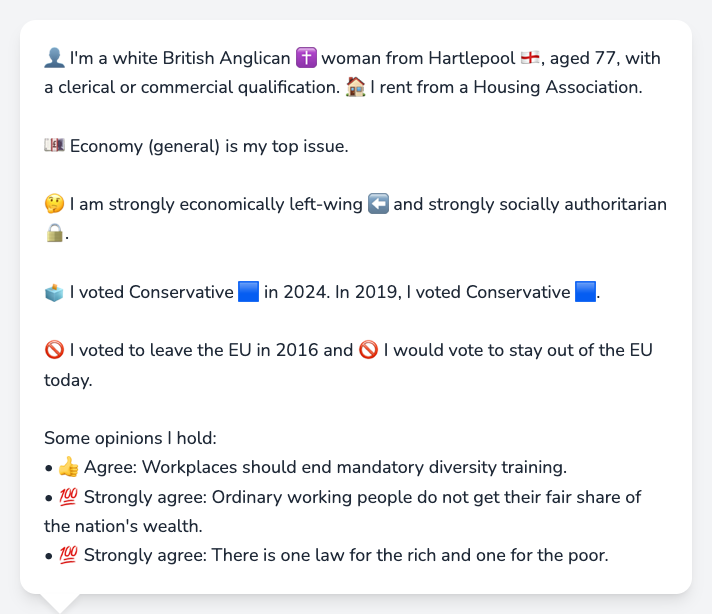 👤 I'm a white British Anglican ✝️ woman from Hartlepool 🏴󠁧󠁢󠁥󠁮󠁧󠁿, aged 77, with
a clerical or commercial qualification. 🏠 I rent from a Housing Association.
💷 Economy (general) is my top issue.
🤔 I am strongly economically left-wing ⬅️ and strongly socially authoritarian
🔒.
🗳️ I voted Conservative 🟦 in 2024. In 2019, I voted Conservative 🟦.
🚫 I voted to leave the EU in 2016 and 🚫 I would vote to stay out of the EU
today.
Some opinions I hold:
• 👍 Agree: Workplaces should end mandatory diversity training.
• 💯 Strongly agree: Ordinary working people do not get their fair share of
the nation's wealth.
• 💯 Strongly agree: There is one law for the rich and one for the poor.